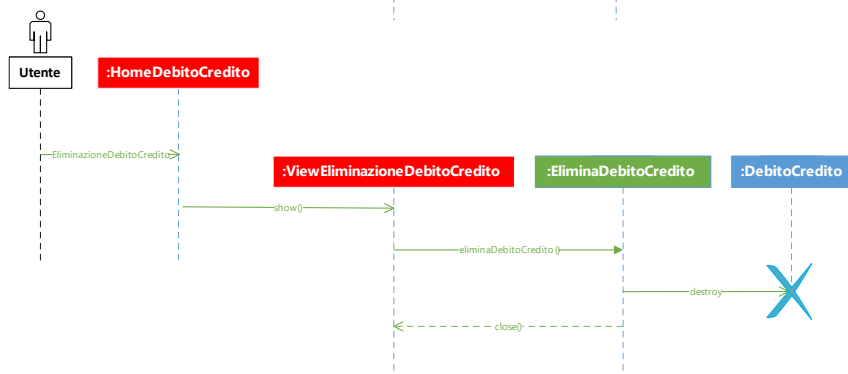 Utente
:HomeDebitoCredito
EliminazioneDebitoCredito
:ViewEliminazioneDebitoCredito
:EliminaDebitoCredito
:DebitoCredito
show()
eliminaDebitoCredito()
destroy
close()